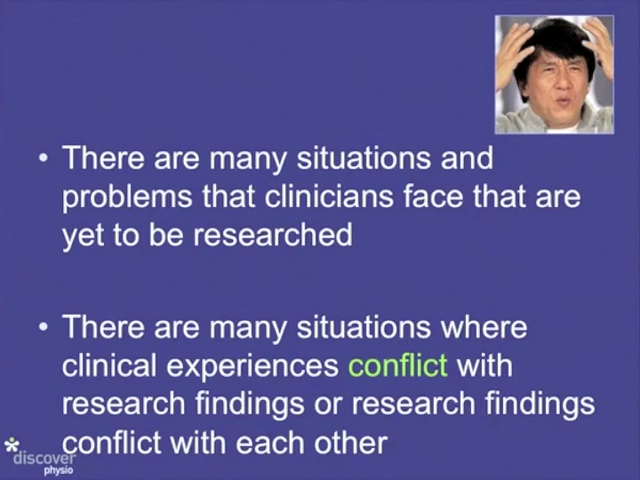 • There are many situations and
problems that clinicians face that are
yet to be researched
• There are many situations where
clinical experiences conflict with
research findings or research findings
conflict with each other
discover
physio